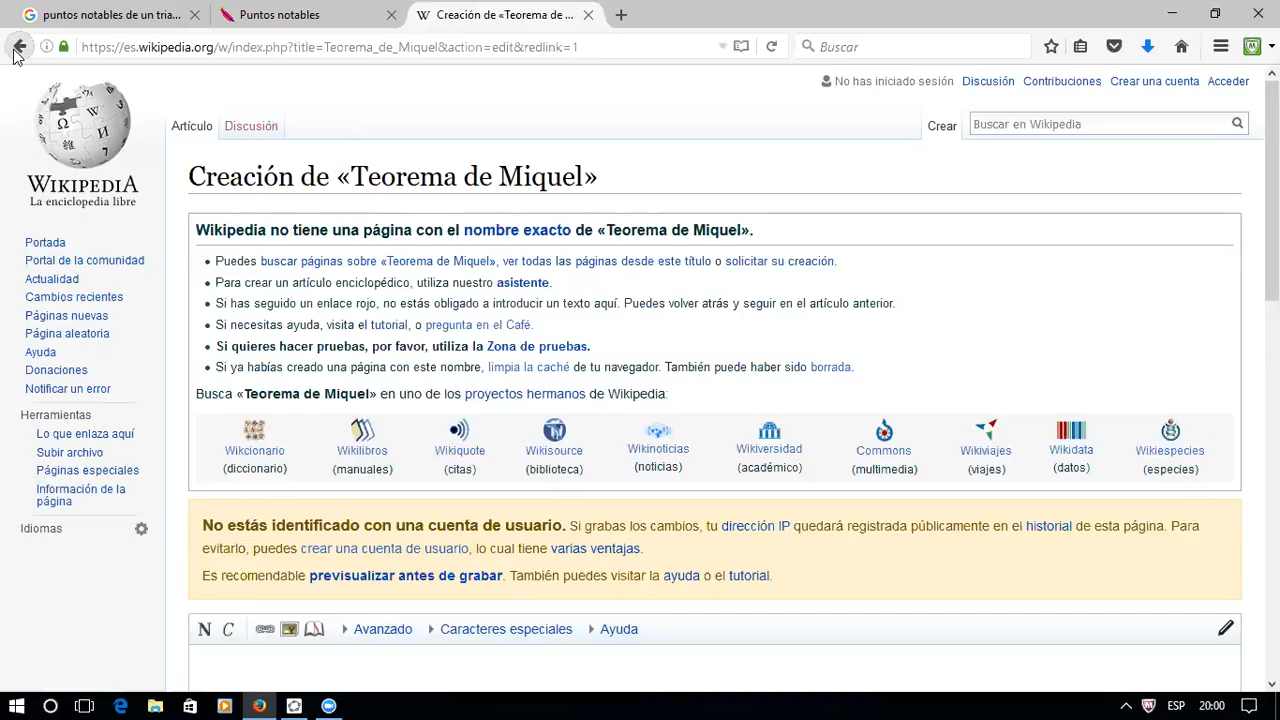 puntos notables de un tria...
Puntos notables
Creación de «Teorema de ...
https://es.wikipedia.org/w/index.php?title=Teorema_de_Miquel&action=edit&redlink=1
Buscar
No has iniciado sesión Discusión Contribuciones Crear una cuenta Acceder
Artículo Discusión Crear Buscar en Wikipedia
WIKIPEDIA
La enciclopedia libre
Creación de «Teorema de Miquel»
Wikipedia no tiene una página con el nombre exacto de «Teorema de Miquel».
Puedes buscar páginas sobre «Teorema de Miquel», ver todas las páginas desde este título o solicitar su creación.
Para crear un artículo enciclopédico, utiliza nuestro asistente.
Si has seguido un enlace rojo, no estás obligado a introducir un texto aquí. Puedes volver atrás y seguir en el artículo anterior.
Si necesitas ayuda, visita el tutorial, o pregunta en el Café.
Si quieres hacer pruebas, por favor, utiliza la Zona de pruebas.
Si ya habías creado una página con este nombre, limpia la caché de tu navegador. También puede haber sido borrada.
Busca «Teorema de Miquel» en uno de los proyectos hermanos de Wikipedia:
Wikcionario Wikilibros Wikiquote Wikisource Wikinoticias Wikiversidad Commons Wikiviajes Wikidata Wikiespecies
(diccionario) (manuales) (citas) (biblioteca) (noticias) (académico) (multimedia) (viajes) (datos) (especies)
No estás identificado con una cuenta de usuario. Si grabas los cambios, tu dirección IP quedará registrada públicamente en el historial de esta página. Para
evitarlo, puedes crear una cuenta de usuario, lo cual tiene varias ventajas.
Es recomendable previsualizar antes de grabar. También puedes visitar la ayuda o el tutorial.
N C Avanzado Caracteres especiales Ayuda
Portada
Portal de la comunidad
Actualidad
Cambios recientes
Páginas nuevas
Página aleatoria
Ayuda
Donaciones
Notificar un error
Herramientas
Lo que enlaza aquí
Subir archivo
Páginas especiales
Información de la
página
Idiomas
ESP 20:00